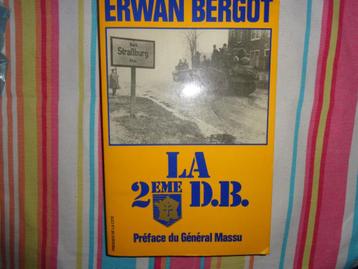 ERWAN BERGOT
Straßburg
LA
2EME D.B.
Préface du Général Massu